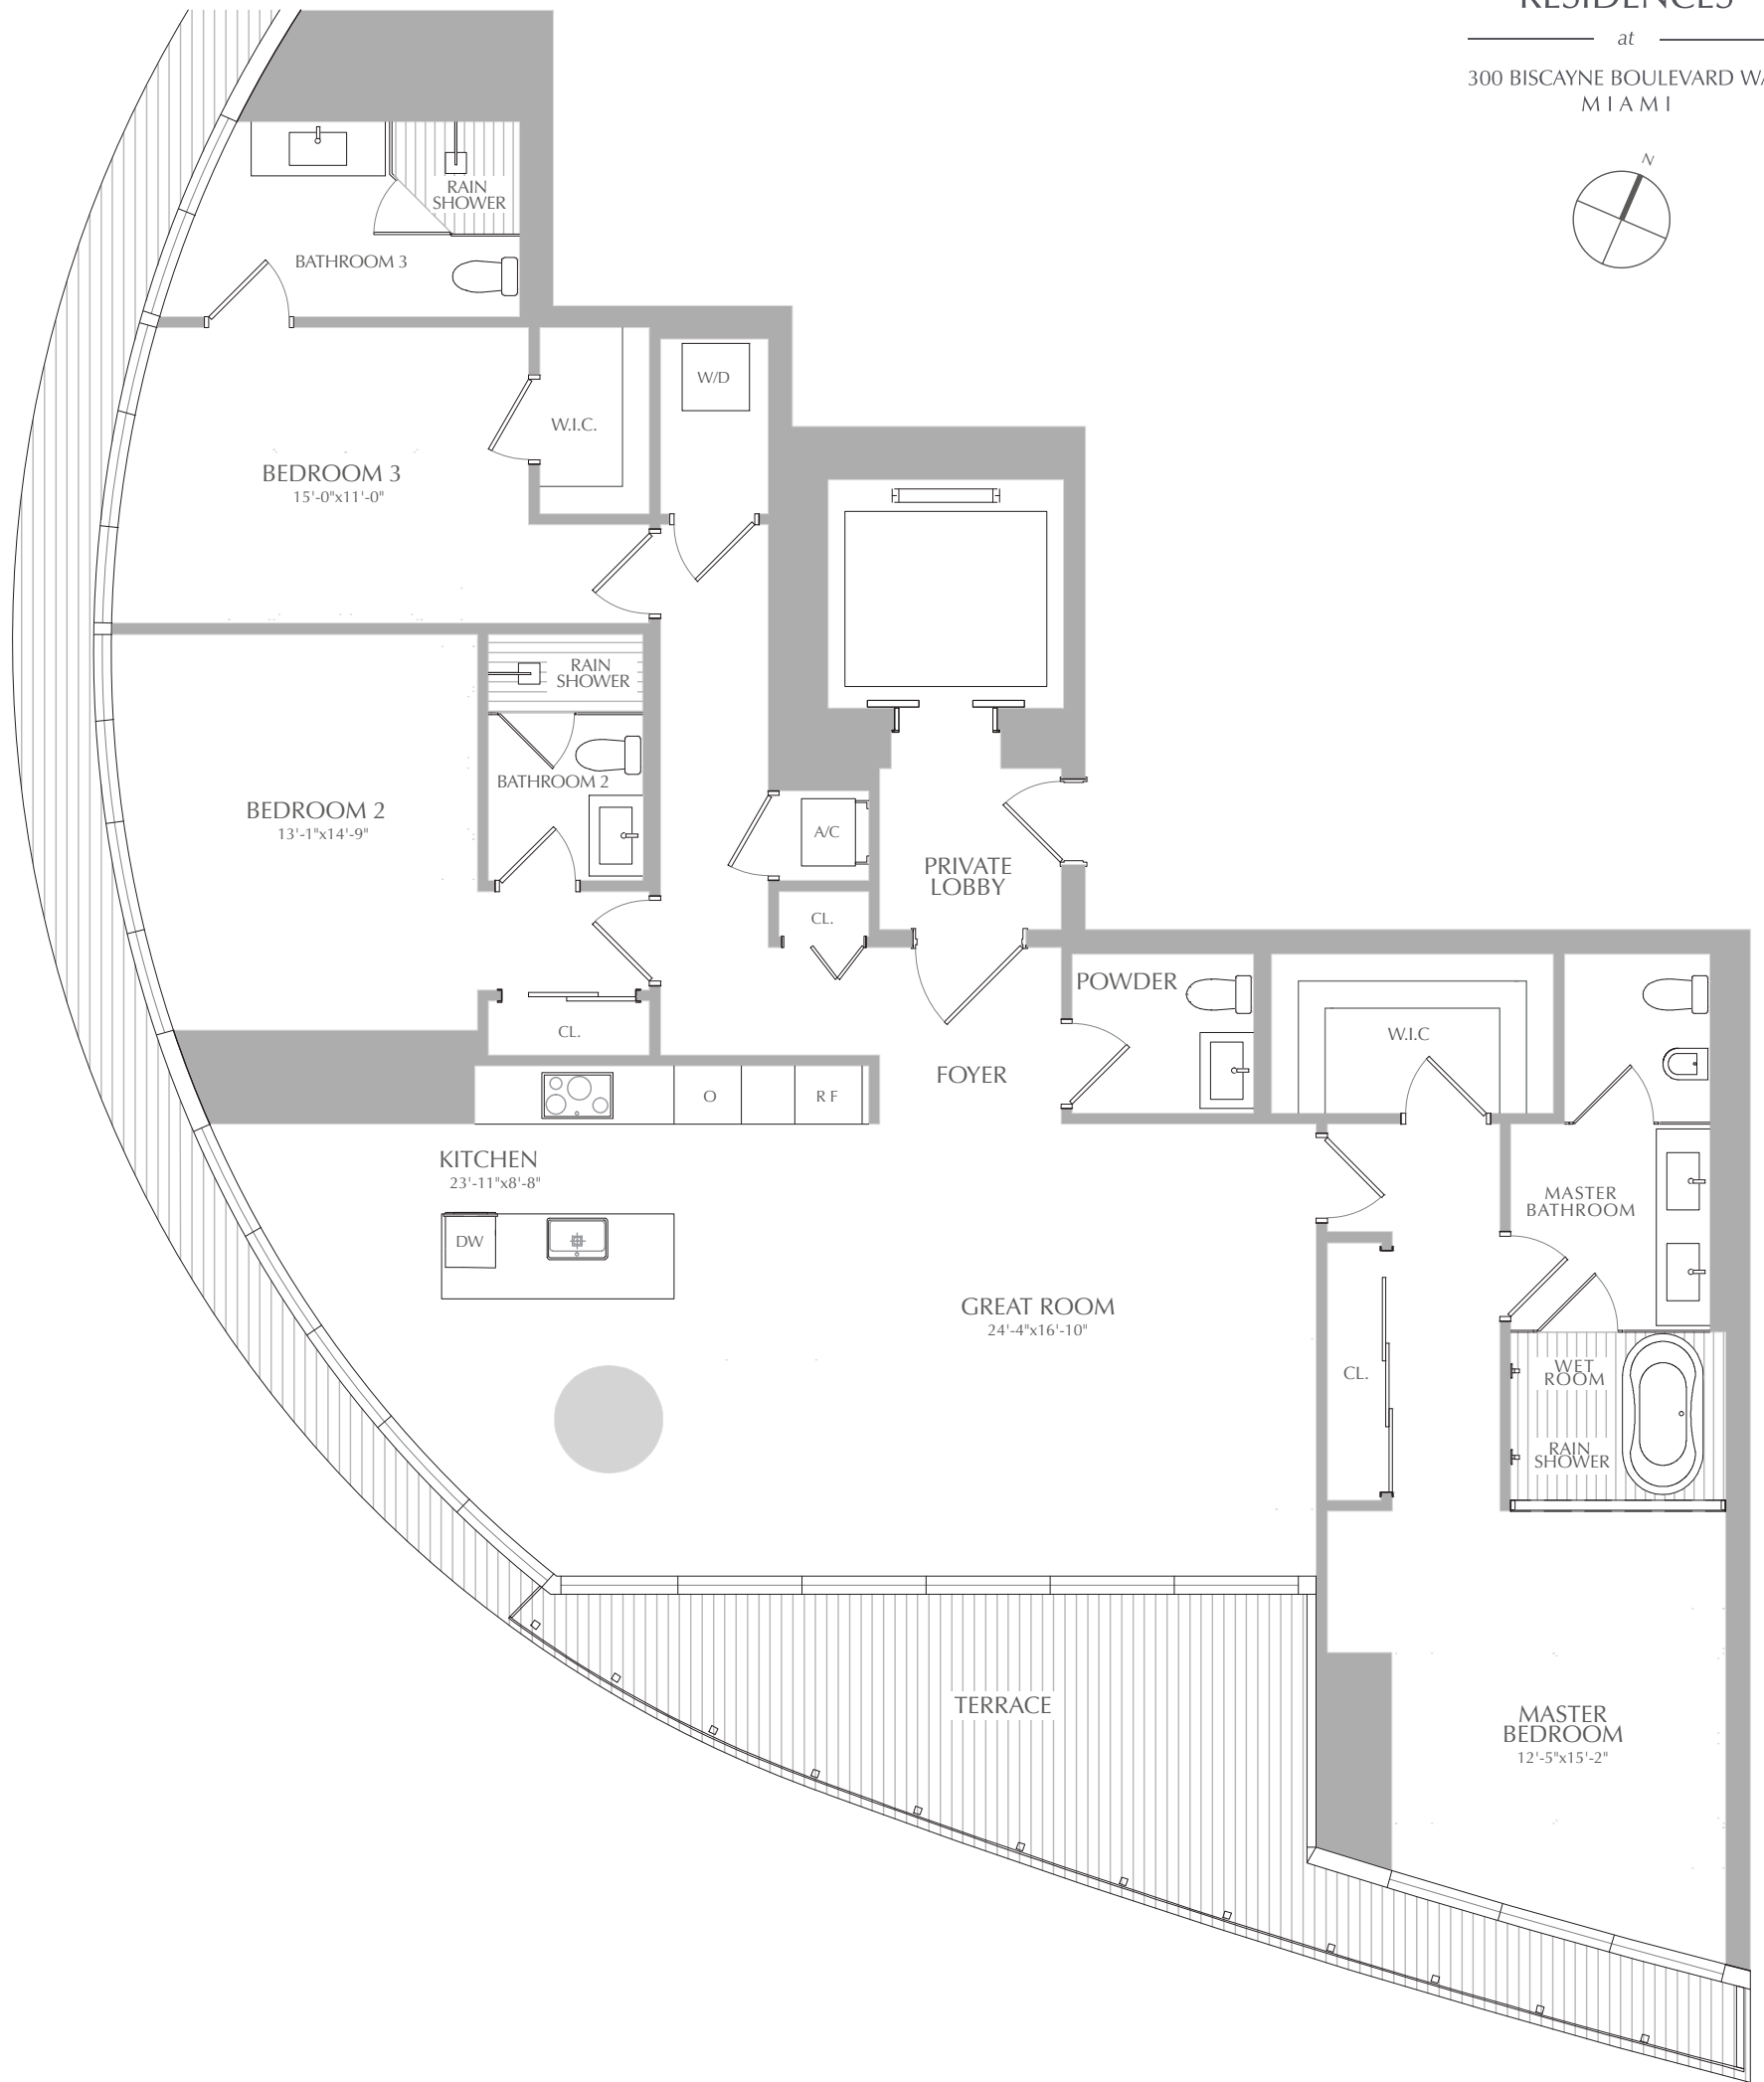 RESIDENCES
at
300 BISCAYNE BOULEVARD WA
MIAMI
N
RAIN
SHOWER
BATHROOM 3
W/D
W.I.C.
BEDROOM 3
15'-0"x11'-0"
RAIN
SHOWER
BATHROOM 2
BEDROOM 2
13'-1"x14'-9"
A/C
PRIVATE
LOBBY
CL.
POWDER
CL.
W.I.C
FOYER
O
R F
KITCHEN
23'-11"x8'-8"
MASTER
BATHROOM
DW
GREAT ROOM
24'-4"x16'-10"
CL.
WET
ROOM
RAIN
SHOWER
TERRACE
MASTER
BEDROOM
12'-5"x15'-2"